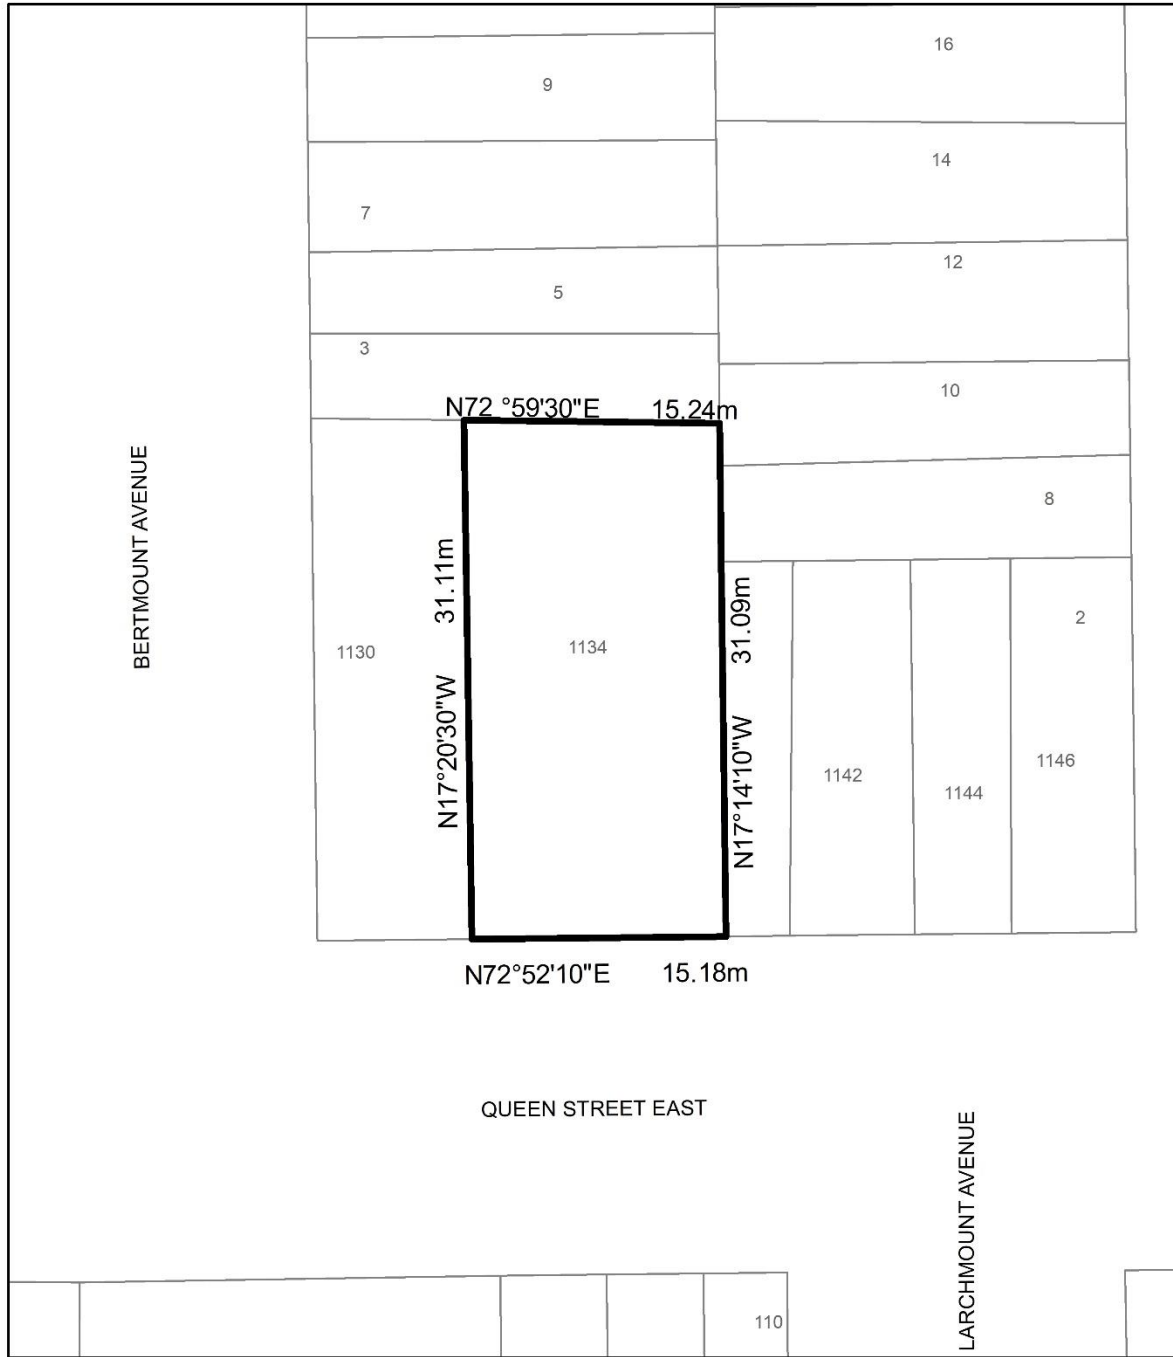 16
9
14
7
12
5
3
10
N72 °59'30"E 15.24m
8
BERTMOUNT AVENUE
31.11m
31.09m
2
1130
1134
N17°20'30"W
N17°14'10"W
1146
1142
1144
N72°52'10"E 15.18m
QUEEN STREET EAST
LARCHMOUNT AVENUE
110